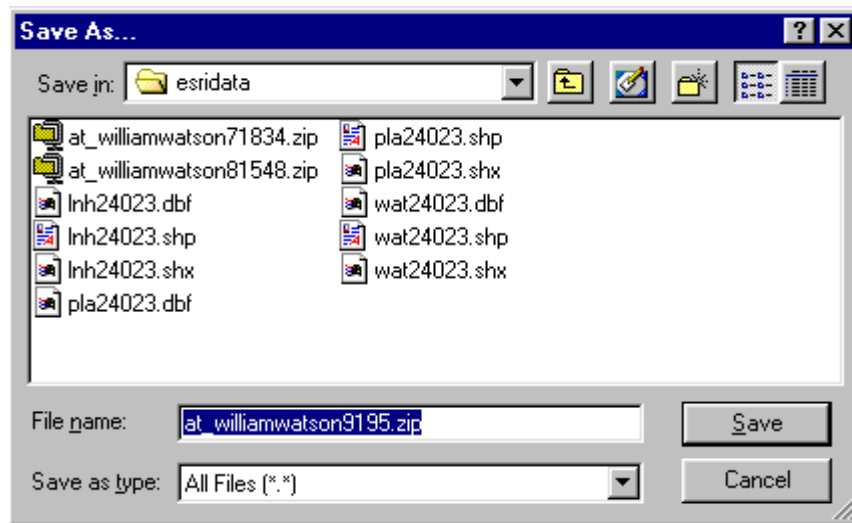 Save As...
Save in: esridata
at_williamwatson71834.zip
at_williamwatson81548.zip
lnh24023.dbf
lnh24023.shp
lnh24023.shx
pla24023.dbf
pla24023.shp
pla24023.shx
wat24023.dbf
wat24023.shp
wat24023.shx
File name: at_williamwatson9195.zip
Save
Save as type: All Files (*.*)
Cancel